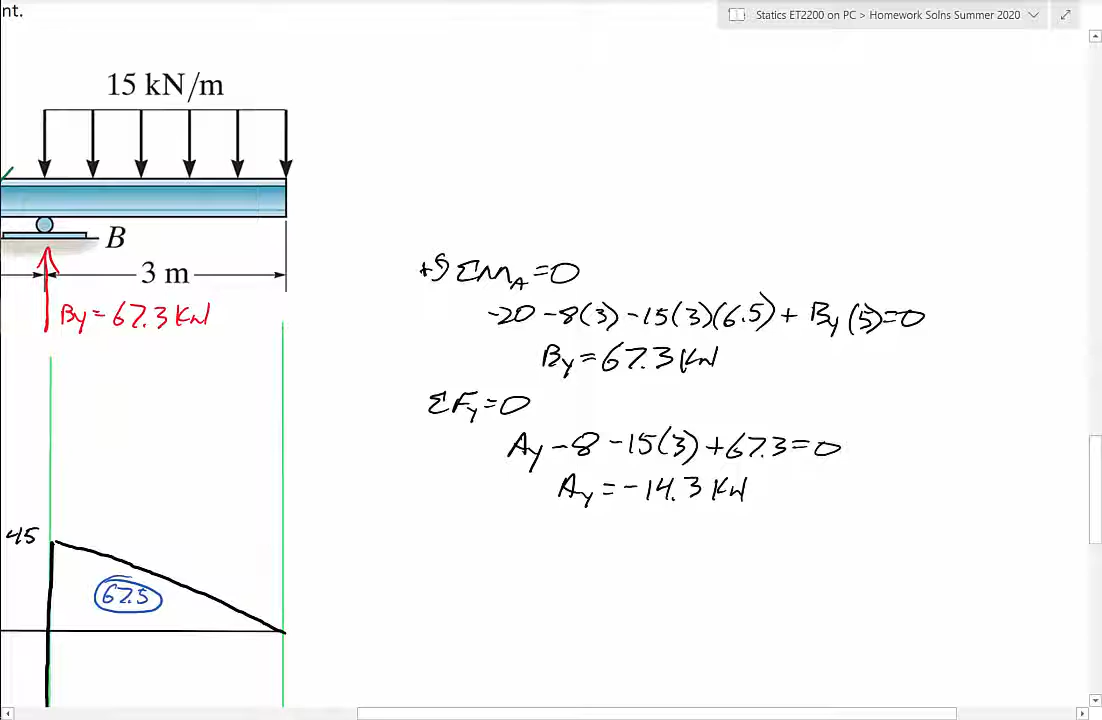 nt.
Statics ET2200 on PC > Homework Solns Summer 2020
15 kN/m
B
3 m
By = 67.3 KN
+↺ ΣM_A = 0
-20 - 8(3) - 15(3)(6.5) + By (5) = 0
By = 67.3 KN
ΣFy = 0
Ay - 8 - 15(3) + 67.3 = 0
Ay = -14.3 KN
45
67.5